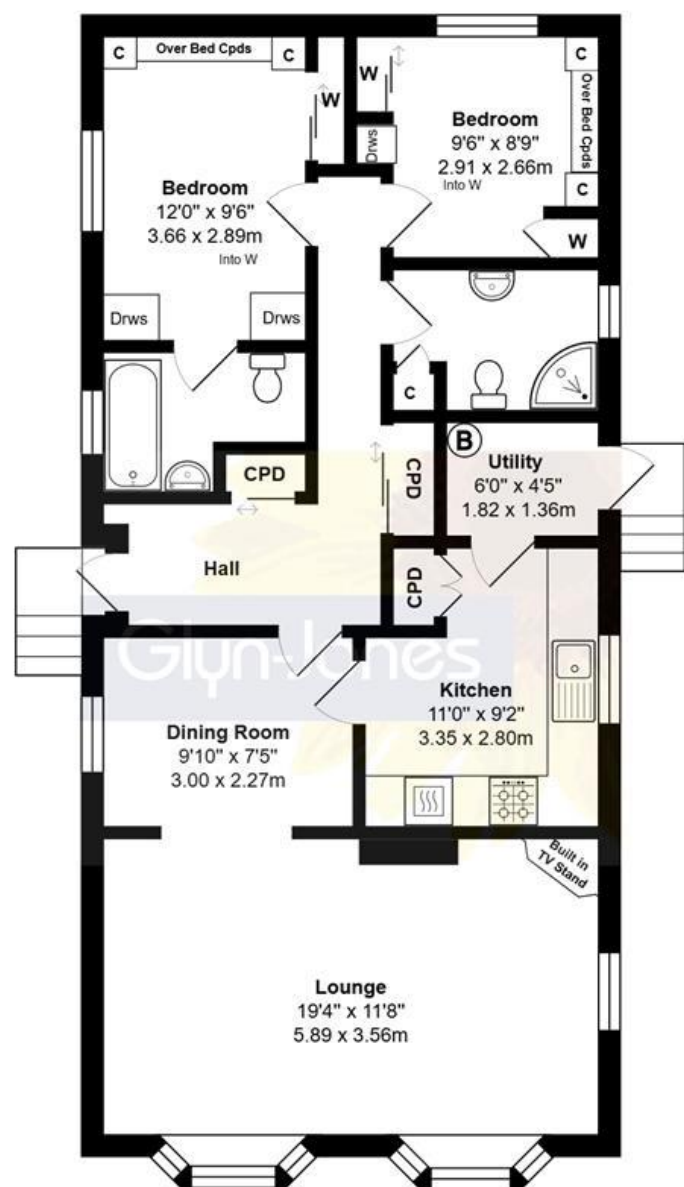 C
Over Bed Cpds
C
W
Bedroom
12'0" x 9'6"
3.66 x 2.89m
Into W
Drws
Drws
W
Drws
Bedroom
9'6" x 8'9"
2.91 x 2.66m
Into W
C
Over Bed Cpds
C
W
C
CPD
CPD
B
Utility
6'0" x 4'5"
1.82 x 1.36m
Hall
CPD
Glyn-Jones
Kitchen
11'0" x 9'2"
3.35 x 2.80m
Dining Room
9'10" x 7'5"
3.00 x 2.27m
Built in
TV Stand
Lounge
19'4" x 11'8"
5.89 x 3.56m